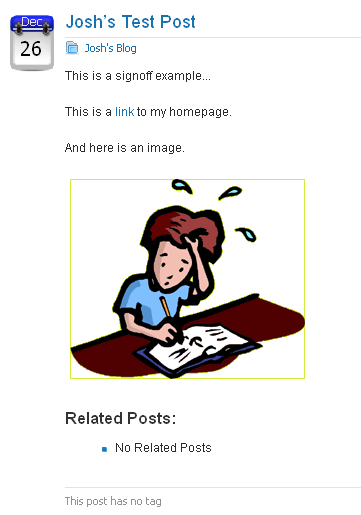 Dec
26
Josh's Test Post
Josh's Blog
This is a signoff example...
This is a link to my homepage.
And here is an image.
Related Posts:
No Related Posts
This post has no tag